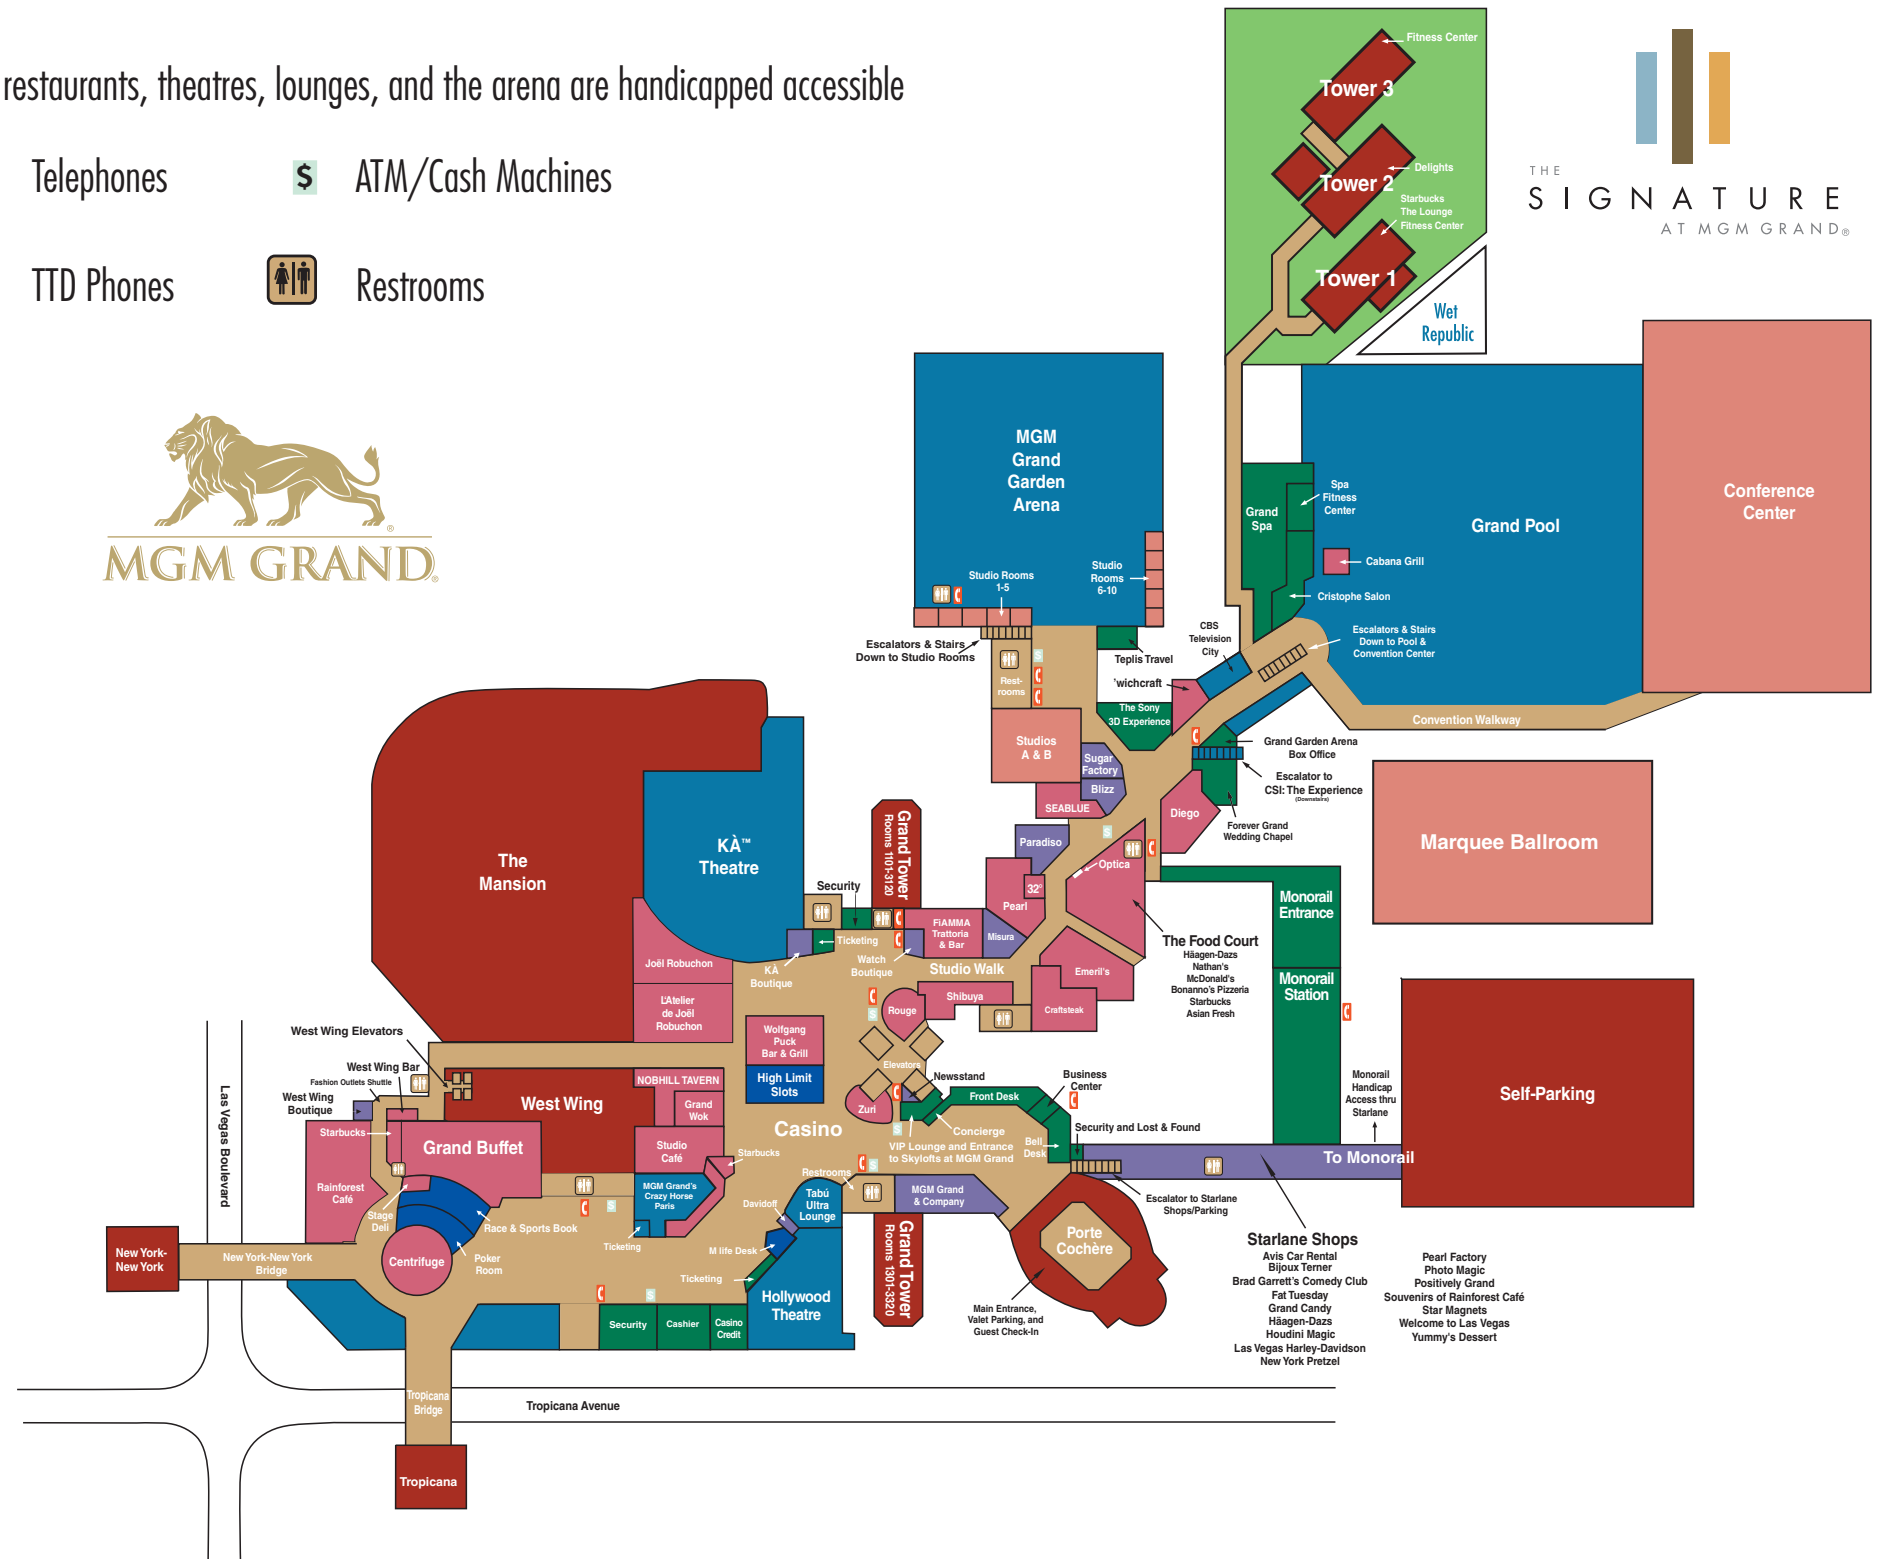 restaurants, theatres, lounges, and the arena are handicapped accessible
Telephones
$
ATM/Cash Machines
TTD Phones
Restrooms
MGM GRAND®
THE
SIGNATURE
AT MGM GRAND®
Fitness Center
Tower 3
Delights
Tower 2
Starbucks
The Lounge
Fitness Center
Tower 1
Wet
Republic
MGM
Grand
Garden
Arena
Studio Rooms
1-5
Studio
Rooms
6-10
Escalators & Stairs
Down to Studio Rooms
Rest-
rooms
Teplis Travel
CBS
Television
City
'wichcraft
The Sony
3D Experience
Grand
Spa
Spa
Fitness
Center
Cabana Grill
Cristophe Salon
Grand Pool
Conference
Center
Escalators & Stairs
Down to Pool &
Convention Center
Convention Walkway
Grand Garden Arena
Box Office
Escalator to
CSI: The Experience
(Downstairs)
Forever Grand
Wedding Chapel
Marquee Ballroom
Studios
A & B
Sugar
Factory
Blizz
SEABLUE
Diego
Paradiso
Optica
32°
Pearl
The
Mansion
KÀ™
Theatre
Security
Grand Tower
Rooms 1101-3120
Ticketing
KÀ
Boutique
Watch
Boutique
FiAMMA
Trattoria
& Bar
Misura
Studio Walk
Emeril's
Craftsteak
Shibuya
Rouge
The Food Court
Häagen-Dazs
Nathan's
McDonald's
Bonanno's Pizzeria
Starbucks
Asian Fresh
Monorail
Entrance
Monorail
Station
Self-Parking
Monorail
Handicap
Access thru
Starlane
To Monorail
Joël Robuchon
L'Atelier
de Joël
Robuchon
Wolfgang
Puck
Bar & Grill
High Limit
Slots
Elevators
Newsstand
Zuri
Front Desk
Business
Center
Concierge
VIP Lounge and Entrance
to Skylofts at MGM Grand
Bell
Desk
Security and Lost & Found
Casino
West Wing Elevators
West Wing Bar
Fashion Outlets Shuttle
West Wing
Boutique
West Wing
NOBHILL TAVERN
Grand
Wok
Studio
Café
Starbucks
Starbucks
Grand Buffet
Rainforest
Café
Stage
Deli
Race & Sports Book
Poker
Room
Centrifuge
MGM Grand's
Crazy Horse
Paris
Ticketing
Davidoff
M life Desk
Ticketing
Tabú
Ultra
Lounge
Restrooms
MGM Grand
& Company
Grand Tower
Rooms 1301-3320
Hollywood
Theatre
Security
Cashier
Casino
Credit
Porte
Cochère
Main Entrance,
Valet Parking, and
Guest Check-In
Escalator to Starlane
Shops/Parking
Starlane Shops
Avis Car Rental
Bijoux Terner
Brad Garrett's Comedy Club
Fat Tuesday
Grand Candy
Häagen-Dazs
Houdini Magic
Las Vegas Harley-Davidson
New York Pretzel
Pearl Factory
Photo Magic
Positively Grand
Souvenirs of Rainforest Café
Star Magnets
Welcome to Las Vegas
Yummy's Dessert
Las Vegas Boulevard
New York-
New York
New York-New York
Bridge
Tropicana
Bridge
Tropicana Avenue
Tropicana